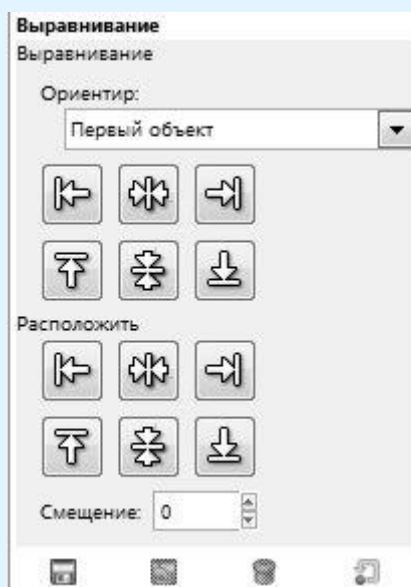 Выравнивание
Выравнивание
Ориентир:
Первый объект
Расположить
Смещение: 0